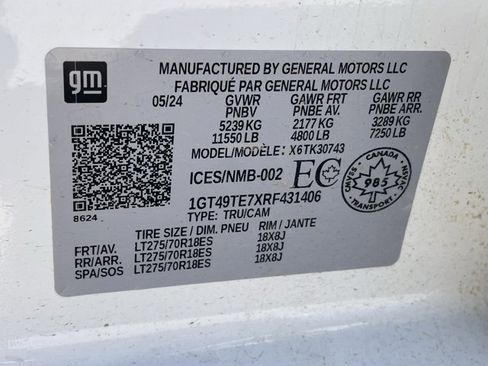 gm
MANUFACTURED BY GENERAL MOTORS LLC
FABRIQUÉ PAR GENERAL MOTORS LLC
05/24 GVWR GAWR FRT GAWR RR
PNBV PNBE AV. PNBE ARR.
5239 KG 2177 KG 3289 KG
11550 LB 4800 LB 7250 LB
MODEL/MODÈLE: X6TK30743
ICES/NMB-002 EC
CANADA
985
TRANSPORT
1GT49TE7XRF431406
8624
TYPE: TRU/CAM
TIRE SIZE / DIM. PNEU RIM / JANTE
FRT/AV. LT275/70R18ES 18X8J
RR/ARR. LT275/70R18ES 18X8J
SPA/SOS LT275/70R18ES 18X8J